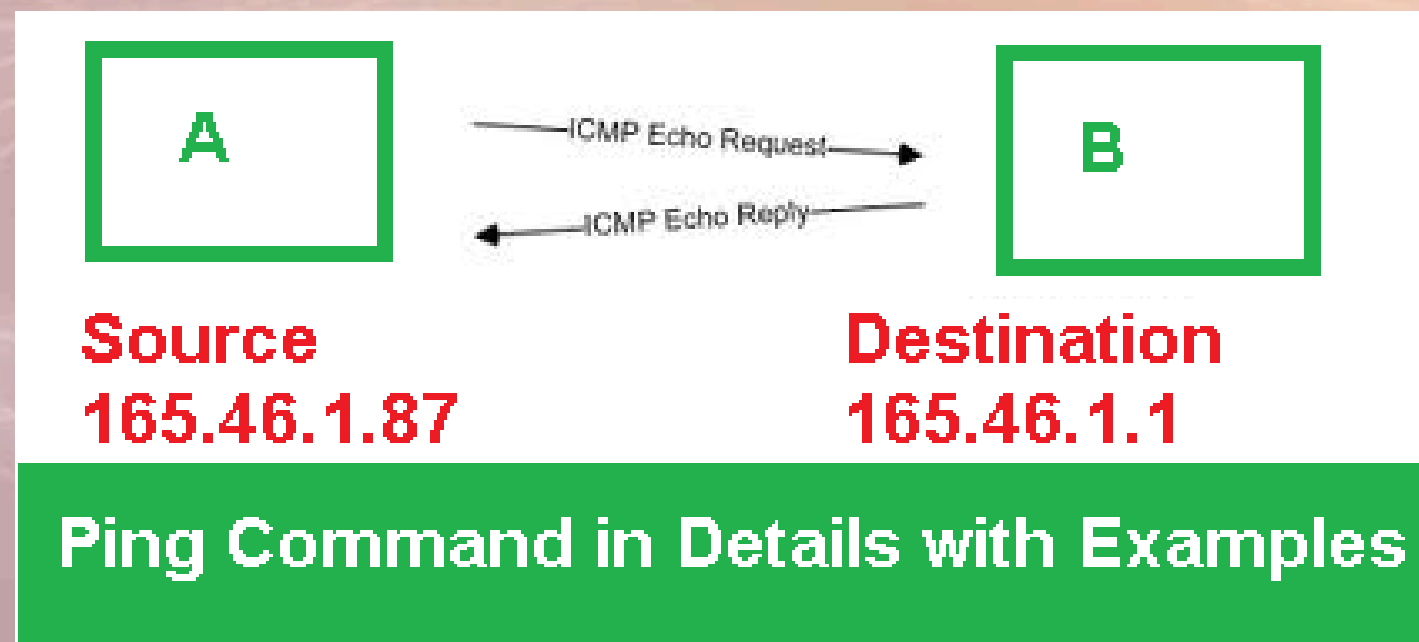 A
B
ICMP Echo Request
ICMP Echo Reply
Source
165.46.1.87
Destination
165.46.1.1
Ping Command in Details with Examples